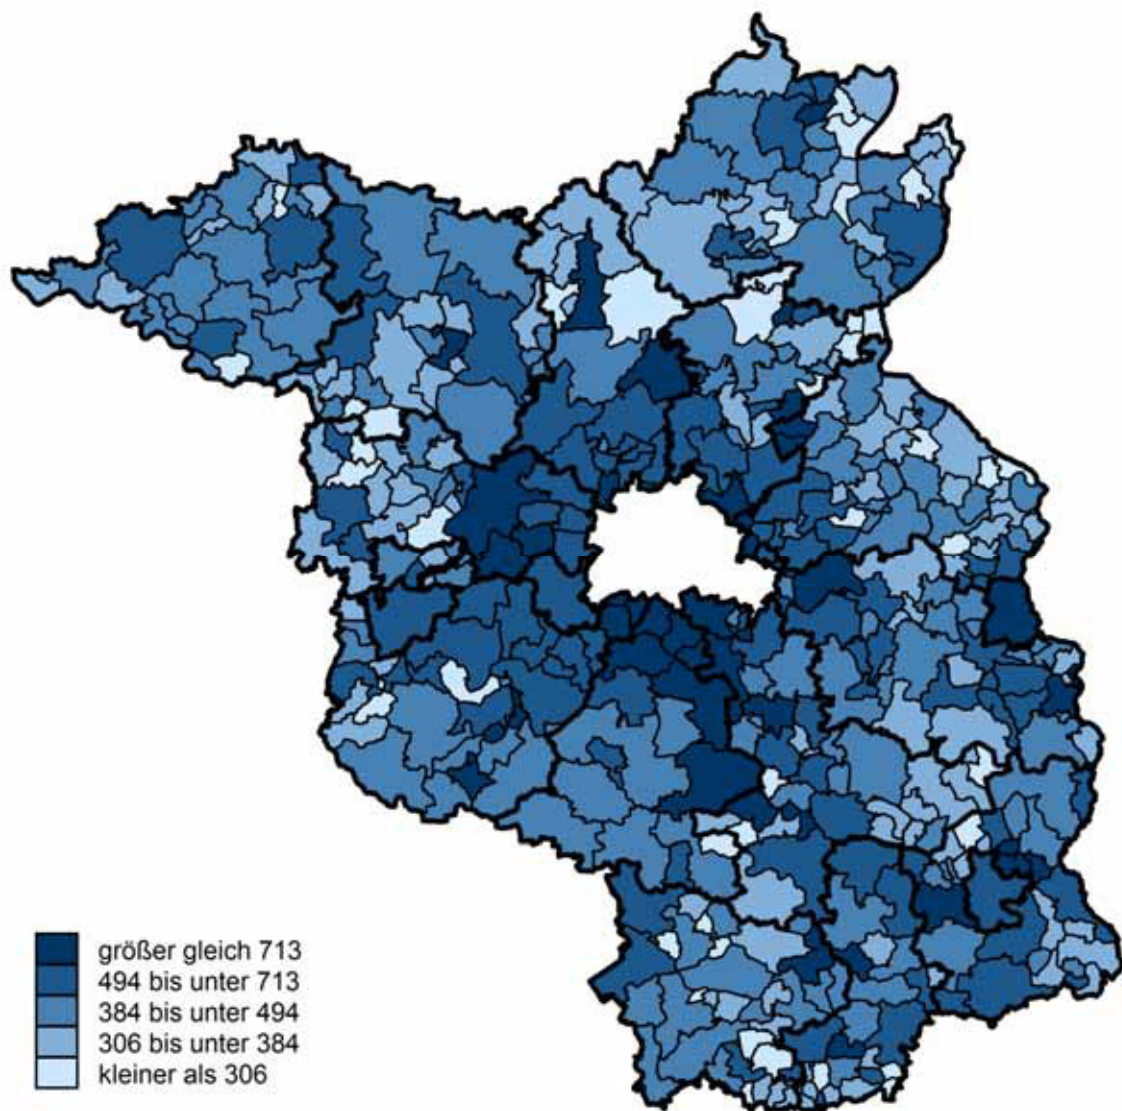 größer gleich 713
494 bis unter 713
384 bis unter 494
306 bis unter 384
kleiner als 306